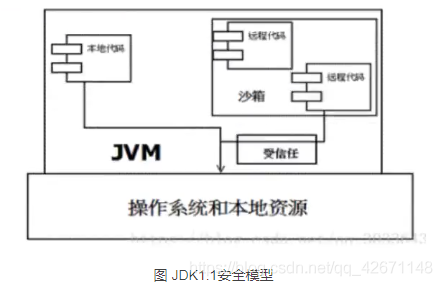 本地代码
远程代码
远程代码
沙箱
JVM
受信任
操作系统和本地资源
https://blog.csdn.net/qq_42671148
图 JDK1.1安全模型